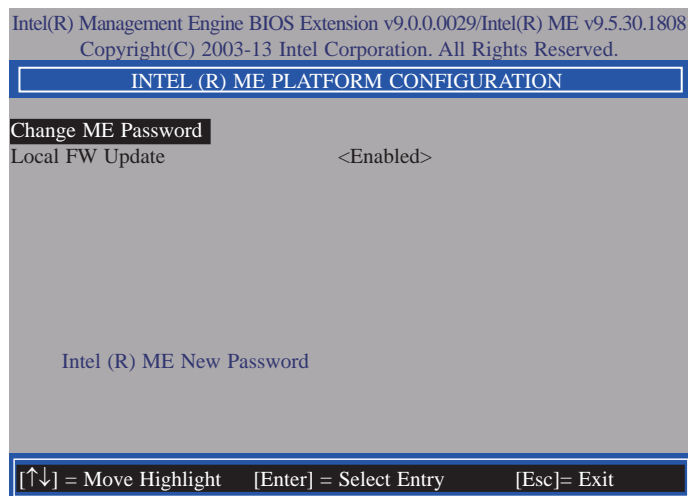 Intel(R) Management Engine BIOS Extension v9.0.0.0029/Intel(R) ME v9.5.30.1808
Copyright(C) 2003-13 Intel Corporation. All Rights Reserved.
INTEL (R) ME PLATFORM CONFIGURATION
Change ME Password
Local FW Update <Enabled>
Intel (R) ME New Password
[↑↓] = Move Highlight [Enter] = Select Entry [Esc]= Exit